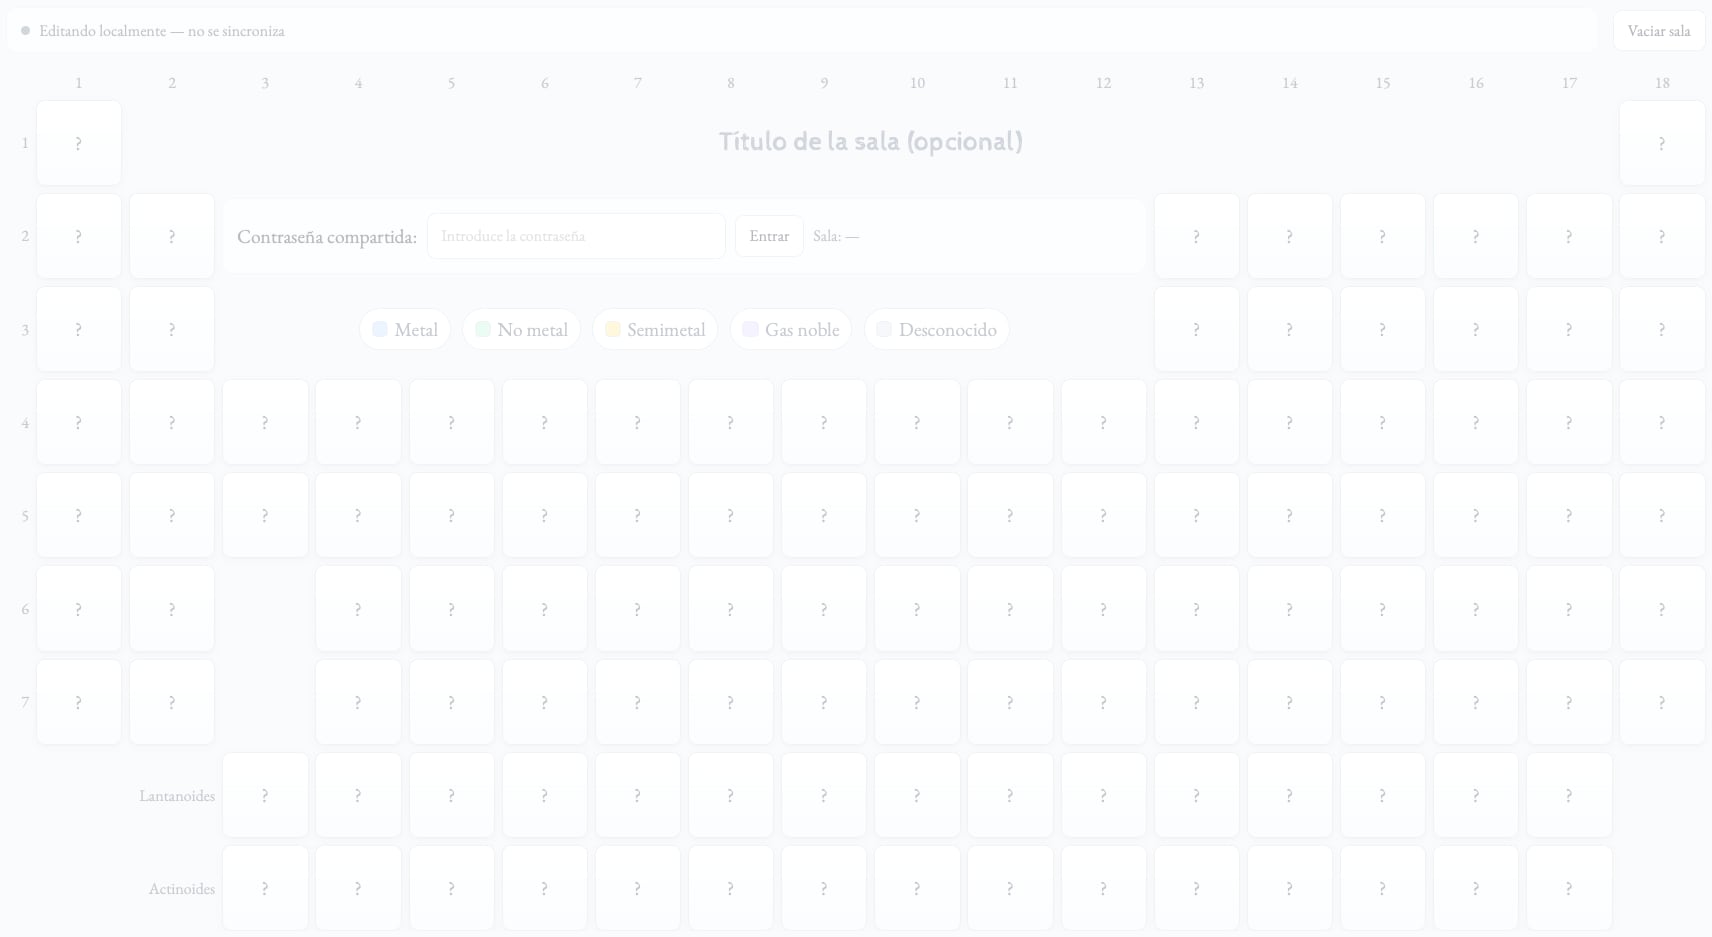 Editando localmente — no se sincroniza Vaciar sala
1 2 3 4 5 6 7 8 9 10 11 12 13 14 15 16 17 18
1 ? Título de la sala (opcional) ?
2 ? ? Contraseña compartida: Introduce la contraseña Entrar Sala: — ? ? ? ? ? ?
3 ? ? Metal No metal Semimetal Gas noble Desconocido ? ? ? ? ? ?
4 ? ? ? ? ? ? ? ? ? ? ? ? ? ? ? ? ? ?
5 ? ? ? ? ? ? ? ? ? ? ? ? ? ? ? ? ? ?
6 ? ? ? ? ? ? ? ? ? ? ? ? ? ? ? ? ?
7 ? ? ? ? ? ? ? ? ? ? ? ? ? ? ? ? ?
Lantanoides ? ? ? ? ? ? ? ? ? ? ? ? ? ? ?
Actinoides ? ? ? ? ? ? ? ? ? ? ? ? ? ? ?